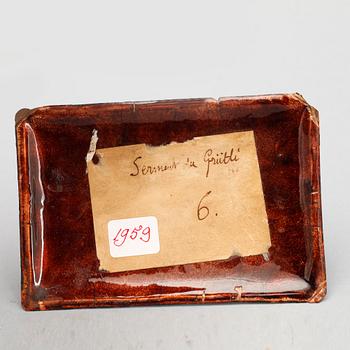 Serment du Grütli
6.
1959